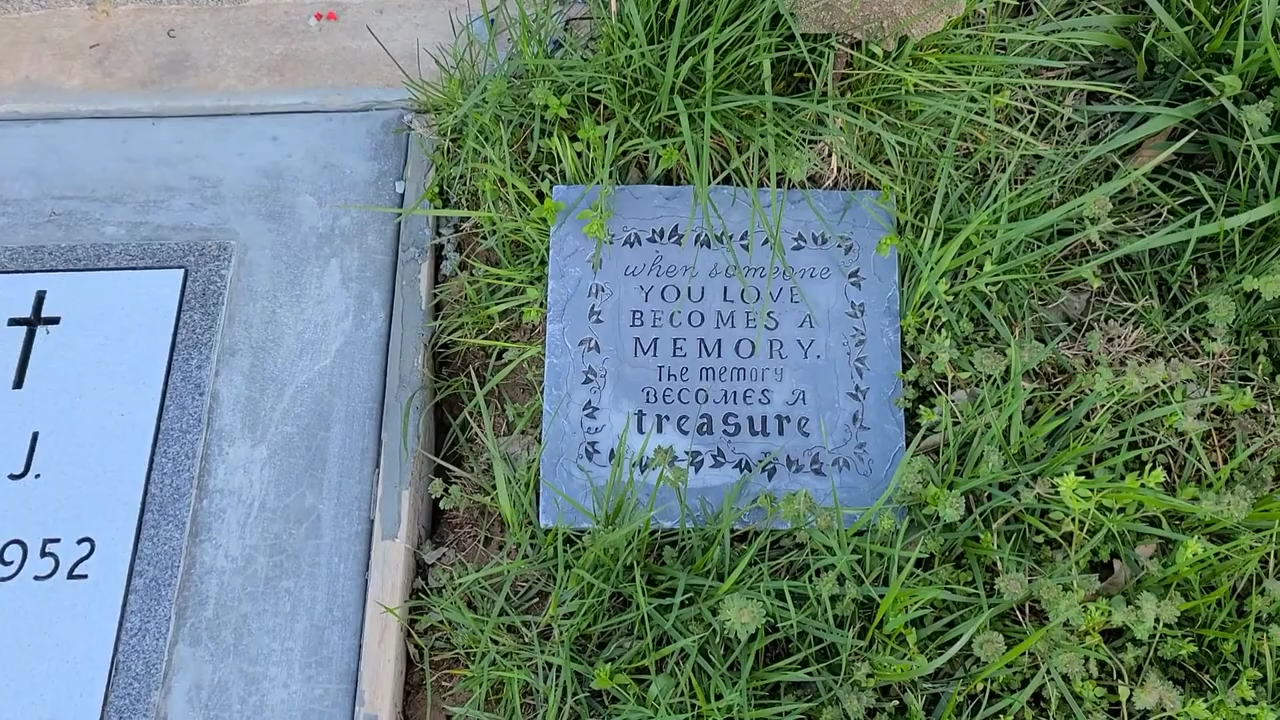 when someone
YOU LOVE
BECOMES A
MEMORY.
The memory
BECOMES A
treasure
J.
952